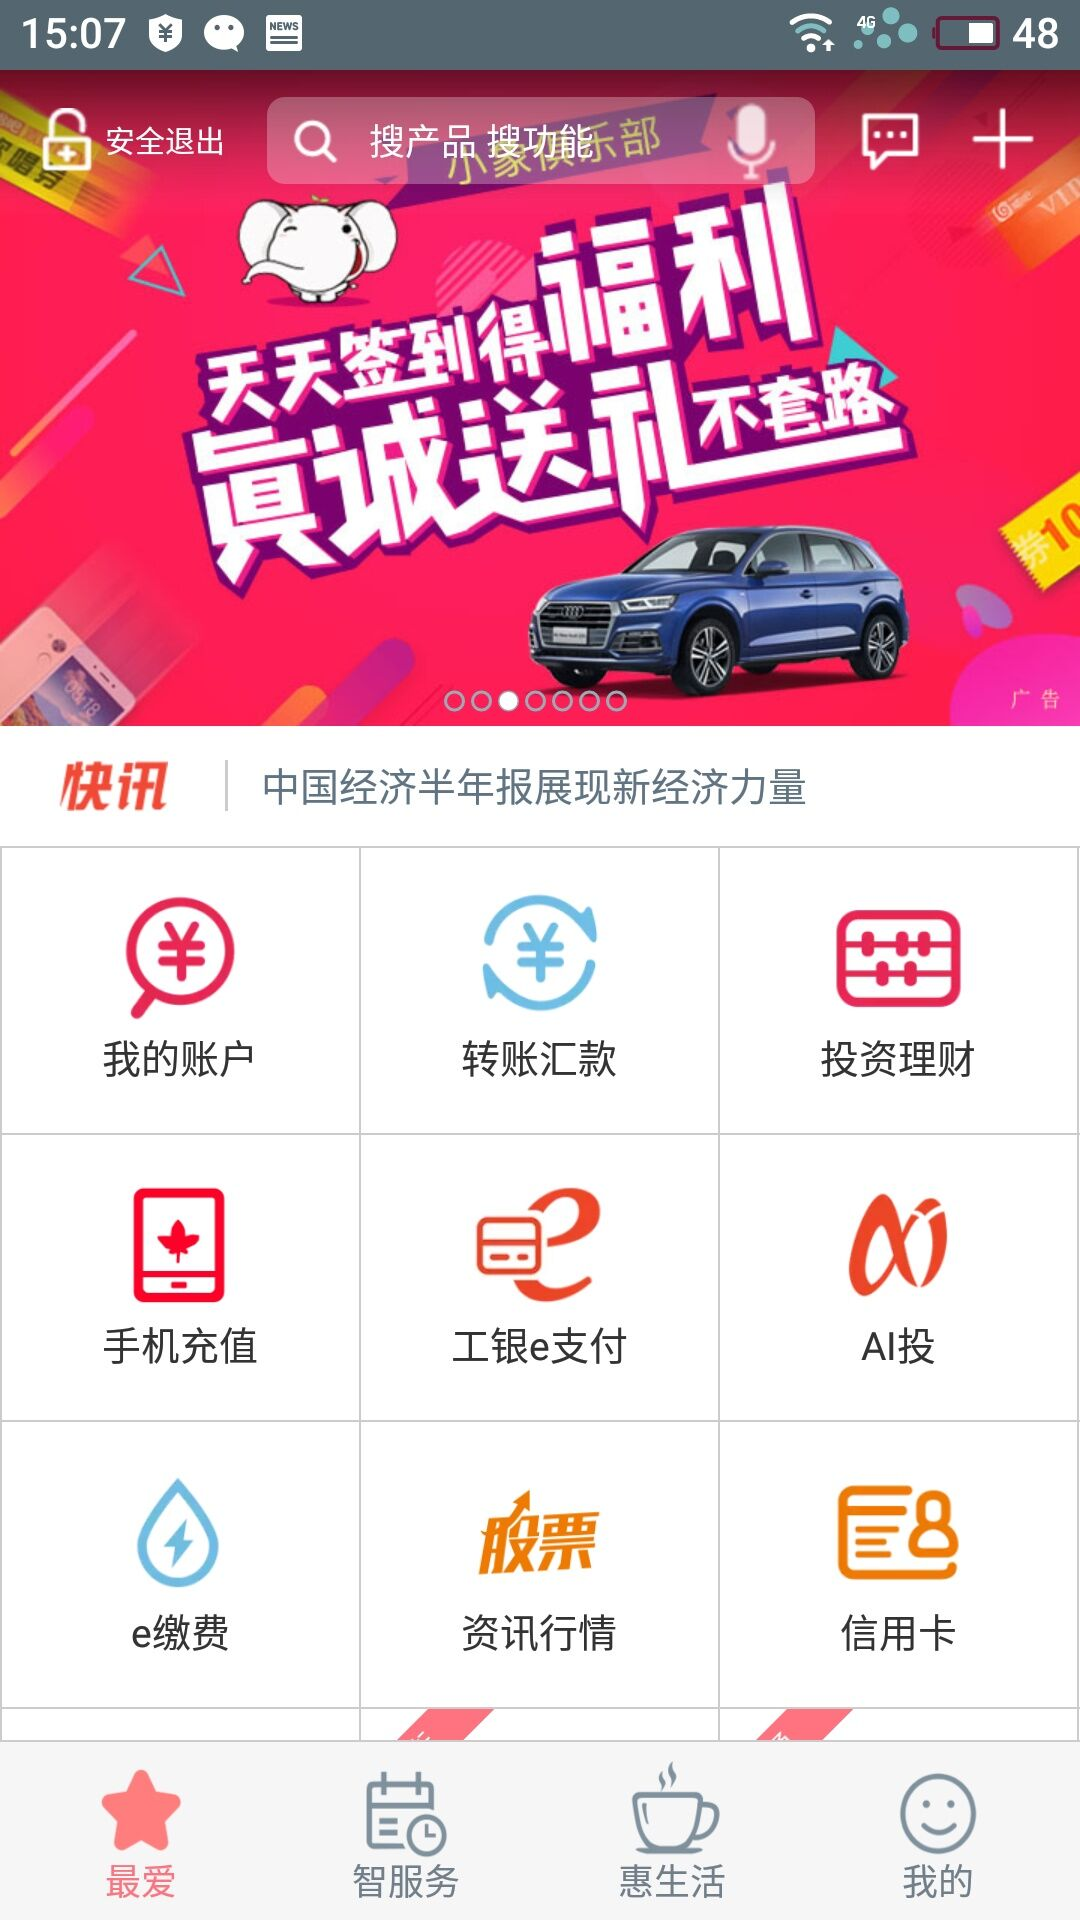 15:07
NEWS
4G
48
安全退出
搜产品 搜功能
小象俱乐部
VIP
天天签到得福利
真诚送礼不套路
广告
快讯
中国经济半年报展现新经济力量
我的账户
转账汇款
投资理财
手机充值
工银e支付
AI投
股票
e缴费
资讯行情
信用卡
最爱
智服务
惠生活
我的